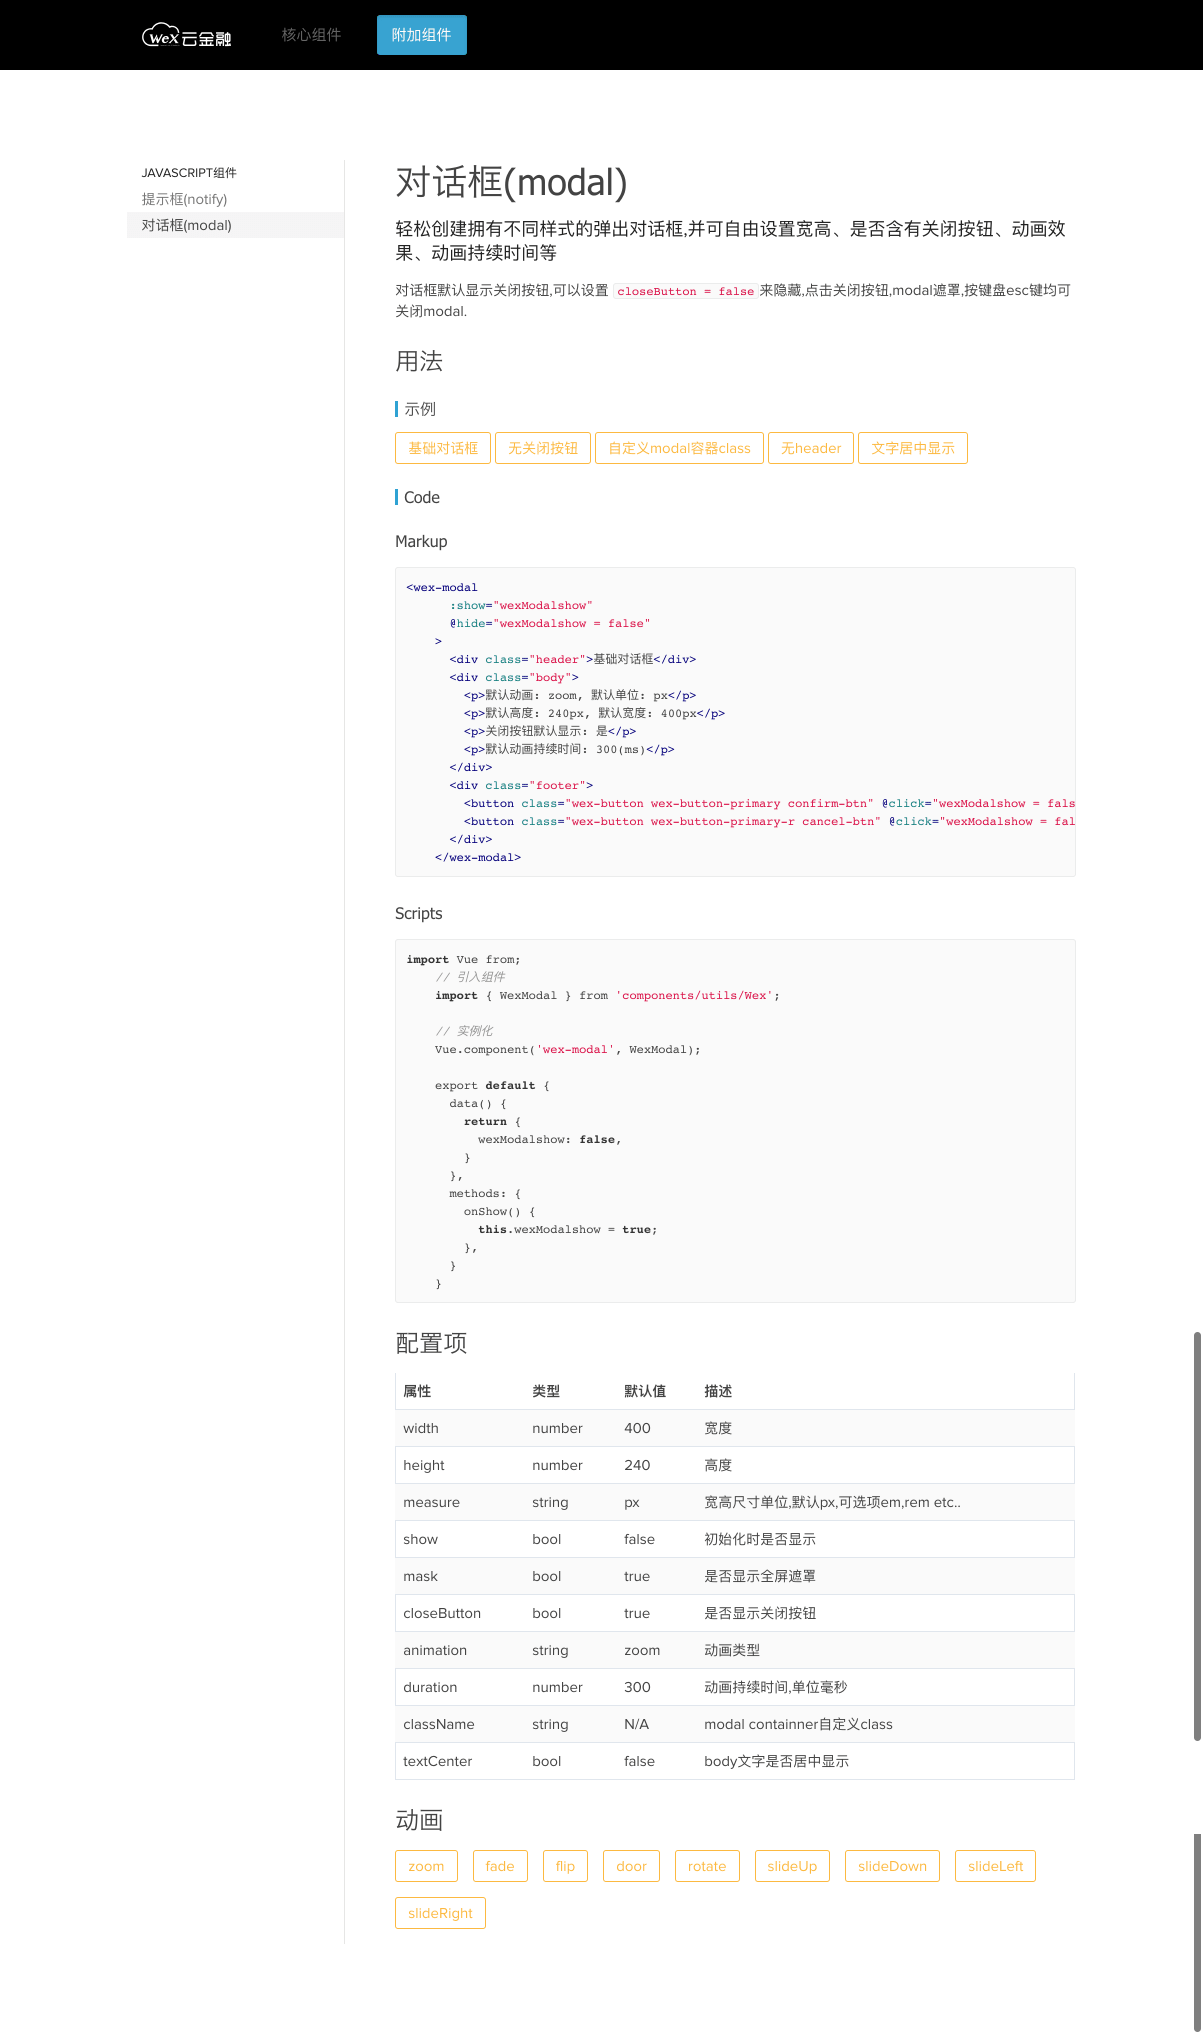 WeX云金融 核心组件 附加组件
JAVASCRIPT组件
提示框(notify)
对话框(modal)
对话框(modal)
轻松创建拥有不同样式的弹出对话框,并可自由设置宽高、是否含有关闭按钮、动画效
果、动画持续时间等
对话框默认显示关闭按钮,可以设置 closeButton = false 来隐藏,点击关闭按钮,modal遮罩,按键盘esc键均可
关闭modal.
用法
示例
基础对话框 无关闭按钮 自定义modal容器class 无header 文字居中显示
Code
Markup
<wex-modal
:show="wexModalshow"
@hide="wexModalshow = false"
>
<div class="header">基础对话框</div>
<div class="body">
<p>默认动画: zoom, 默认单位: px</p>
<p>默认高度: 240px, 默认宽度: 400px</p>
<p>关闭按钮默认显示: 是</p>
<p>默认动画持续时间: 300(ms)</p>
</div>
<div class="footer">
<button class="wex-button wex-button-primary confirm-btn" @click="wexModalshow = fals
<button class="wex-button wex-button-primary-r cancel-btn" @click="wexModalshow = fal
</div>
</wex-modal>
Scripts
import Vue from;
// 引入组件
import { WexModal } from 'components/utils/Wex';
// 实例化
Vue.component('wex-modal', WexModal);
export default {
data() {
return {
wexModalshow: false,
}
},
methods: {
onShow() {
this.wexModalshow = true;
},
}
}
配置项
属性 类型 默认值 描述
width number 400 宽度
height number 240 高度
measure string px 宽高尺寸单位,默认px,可选项em,rem etc..
show bool false 初始化时是否显示
mask bool true 是否显示全屏遮罩
closeButton bool true 是否显示关闭按钮
animation string zoom 动画类型
duration number 300 动画持续时间,单位毫秒
className string N/A modal containner自定义class
textCenter bool false body文字是否居中显示
动画
zoom fade flip door rotate slideUp slideDown slideLeft
slideRight